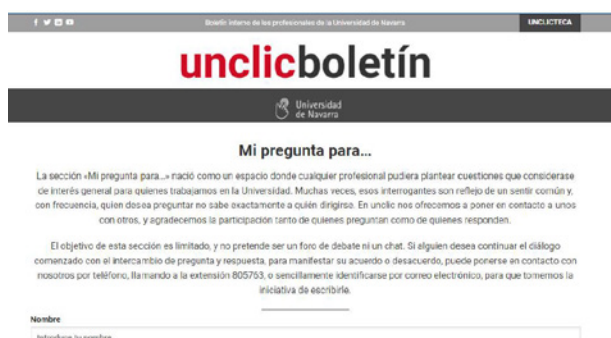 Boletín interno de los profesionales de la Universidad de Navarra
UNCLICTECA
unclicboletín
Universidad
de Navarra
Mi pregunta para...
La sección «Mi pregunta para...» nació como un espacio donde cualquier profesional pudiera plantear cuestiones que considerase
de interés general para quienes trabajamos en la Universidad. Muchas veces, esos interrogantes son reflejo de un sentir común y,
con frecuencia, quien desea preguntar no sabe exactamente a quién dirigirse. En unclic nos ofrecemos a poner en contacto a unos
con otros, y agradecemos la participación tanto de quienes preguntan como de quienes responden.
El objetivo de esta sección es limitado, y no pretende ser un foro de debate ni un chat. Si alguien desea continuar el diálogo
comenzado con el intercambio de pregunta y respuesta, para manifestar su acuerdo o desacuerdo, puede ponerse en contacto con
nosotros por teléfono, llamando a la extensión 805763, o sencillamente identificarse por correo electrónico, para que tomemos la
iniciativa de escribirle.
Nombre
Introduce tu nombre